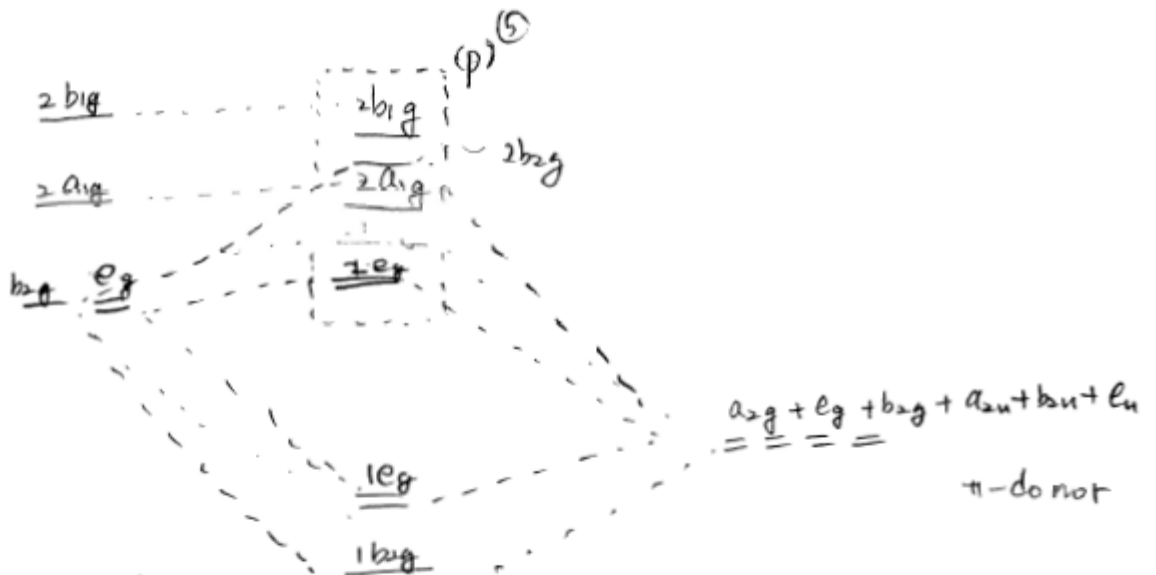 (p) ⑤
2b1g 2b1g
2b2g
2a1g 2a1g
b2g eg 2eg
a2g + eg + b2g + a2u + b2u + eu
1eg
π-donor
1b2g